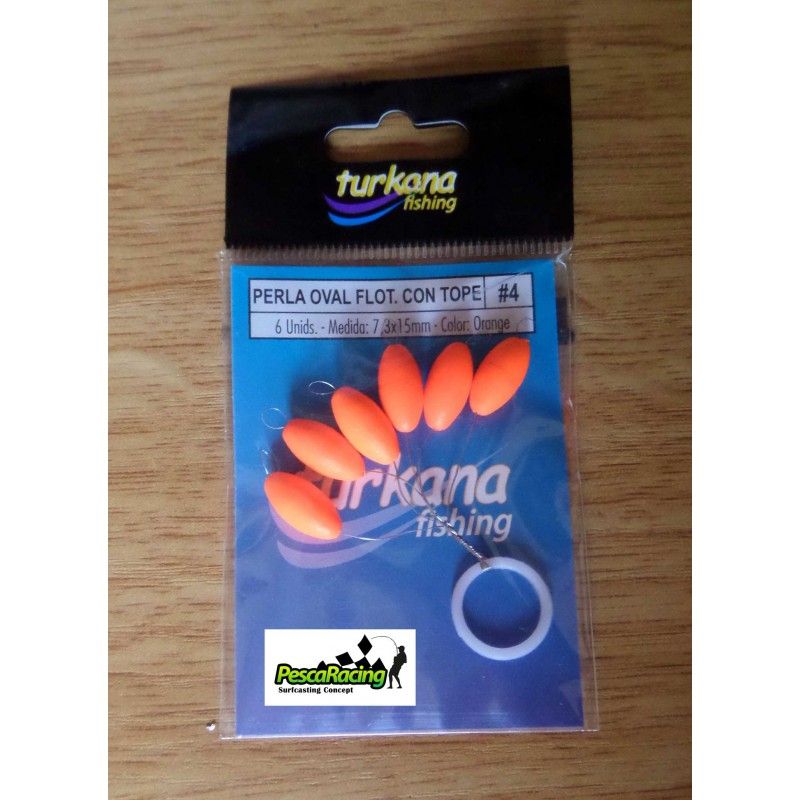 turkana
fishing
PERLA OVAL FLOT. CON TOPE #4
6 Unids. - Medida: 7,3x15mm - Color: Orange
turkana
fishing
PescaRacing
Surfcasting Concept